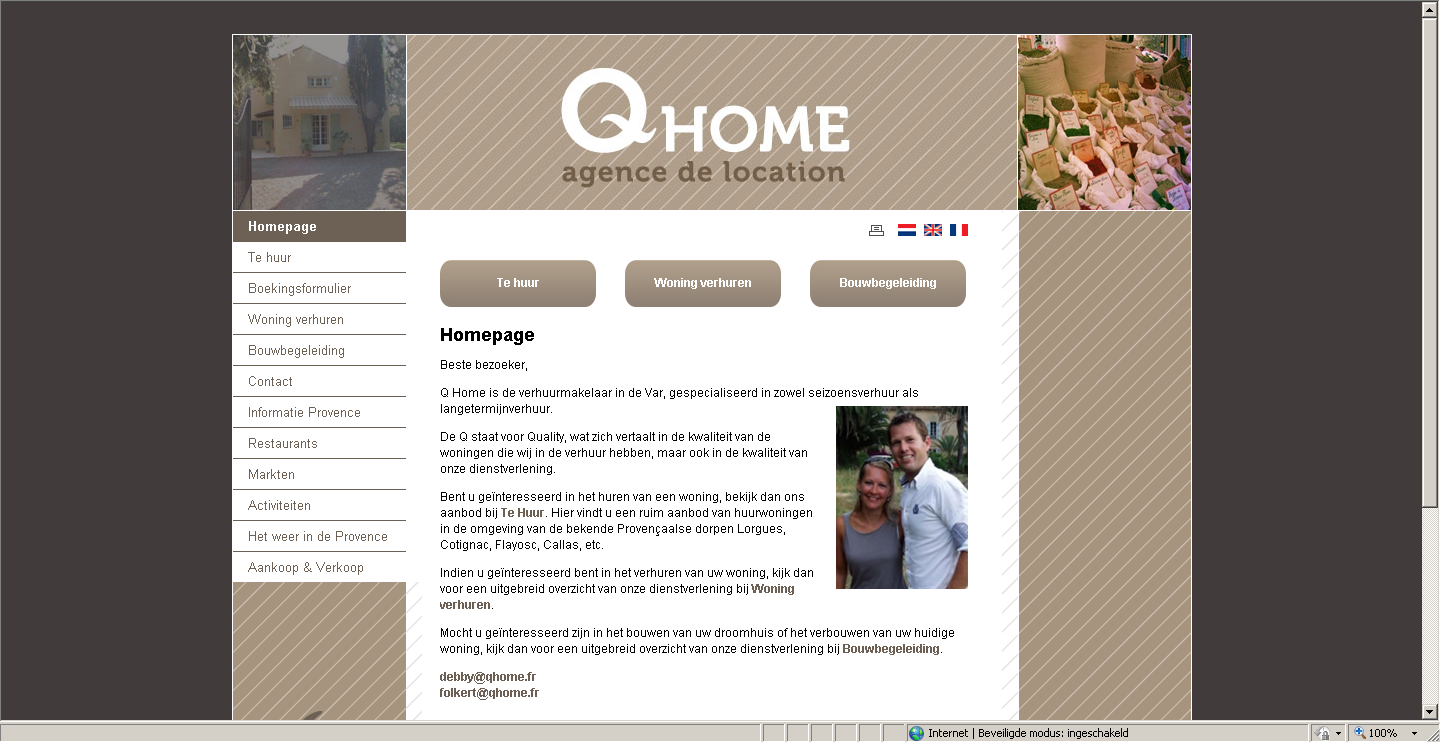 Q HOME
agence de location
Homepage
Te huur
Boekingsformulier
Woning verhuren
Bouwbegeleiding
Contact
Informatie Provence
Restaurants
Markten
Activiteiten
Het weer in de Provence
Aankoop & Verkoop
Te huur
Woning verhuren
Bouwbegeleiding
Homepage
Beste bezoeker,
Q Home is de verhuurmakelaar in de Var, gespecialiseerd in zowel seizoensverhuur als
langetermijnverhuur.
De Q staat voor Quality, wat zich vertaalt in de kwaliteit van de
woningen die wij in de verhuur hebben, maar ook in de kwaliteit van
onze dienstverlening.
Bent u geïnteresseerd in het huren van een woning, bekijk dan ons
aanbod bij Te Huur. Hier vindt u een ruim aanbod van huurwoningen
in de omgeving van de bekende Provençaalse dorpen Lorgues,
Cotignac, Flayosc, Callas, etc.
Indien u geïnteresseerd bent in het verhuren van uw woning, kijk dan
voor een uitgebreid overzicht van onze dienstverlening bij Woning
verhuren.
Mocht u geïnteresseerd zijn in het bouwen van uw droomhuis of het verbouwen van uw huidige
woning, kijk dan voor een uitgebreid overzicht van onze dienstverlening bij Bouwbegeleiding.
debby@qhome.fr
folkert@qhome.fr
Internet | Beveiligde modus: ingeschakeld
100%